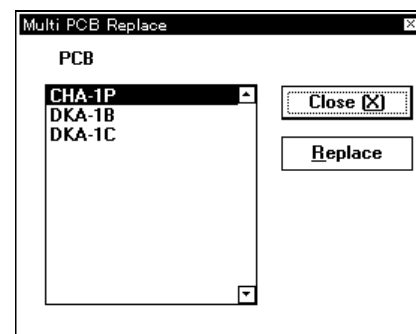 Multi PCB Replace
PCB
CHA-1P
DKA-1B
DKA-1C
Close (X)
Replace